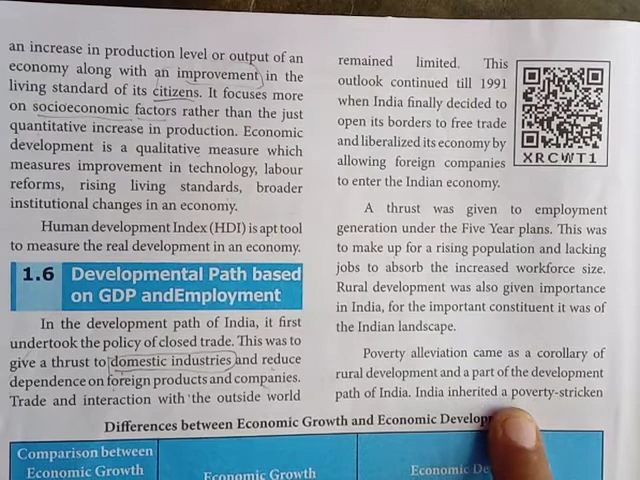 an increase in production level or output of an
economy along with an improvement in the
living standard of its citizens. It focuses more
on socioeconomic factors rather than the just
quantitative increase in production. Economic
development is a qualitative measure which
measures improvement in technology, labour
reforms, rising living standards, broader
institutional changes in an economy.
Human development Index (HDI) is apt tool
to measure the real development in an economy.
1.6 Developmental Path based
on GDP andEmployment
In the development path of India, it first
undertook the policy of closed trade. This was to
give a thrust to domestic industries and reduce
dependence on foreign products and companies.
Trade and interaction with the outside world
remained limited. This
outlook continued till 1991
when India finally decided to
open its borders to free trade
and liberalized its economy by
allowing foreign companies
to enter the Indian economy.
XRCWT1
A thrust was given to employment
generation under the Five Year plans. This was
to make up for a rising population and lacking
jobs to absorb the increased workforce size.
Rural development was also given importance
in India, for the important constituent it was of
the Indian landscape.
Poverty alleviation came as a corollary of
rural development and a part of the development
path of India. India inherited a poverty-stricken
Differences between Economic Growth and Economic
Comparison between
Economic Growth
Economic Growth
Economic